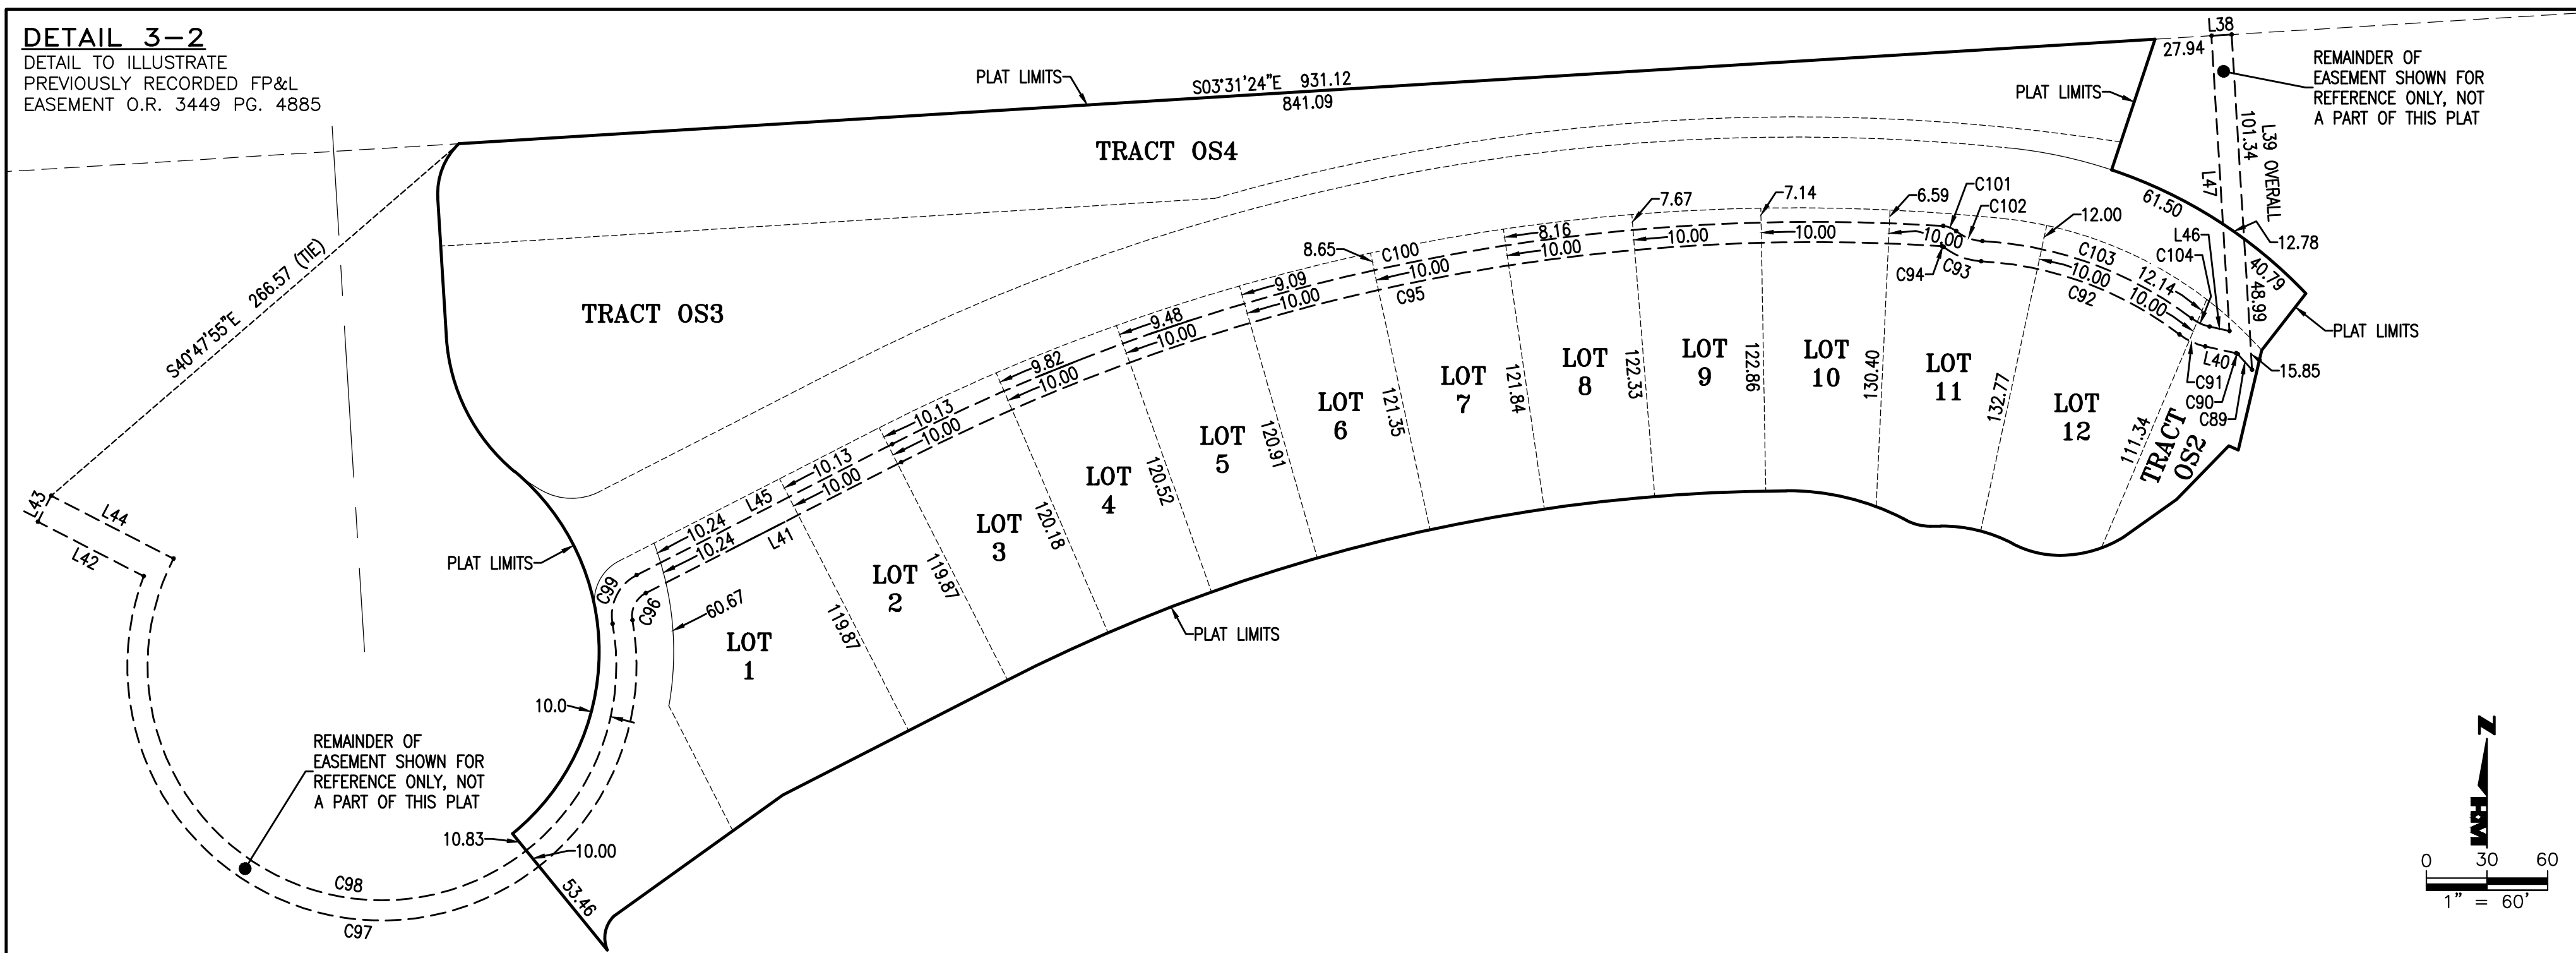 DETAIL 3-2
DETAIL TO ILLUSTRATE
PREVIOUSLY RECORDED FP&L
EASEMENT O.R. 3449 PG. 4885
PLAT LIMITS
S03°31'24"E 931.12
841.09
L38
27.94
REMAINDER OF
EASEMENT SHOWN FOR
REFERENCE ONLY, NOT
A PART OF THIS PLAT
PLAT LIMITS
L39 OVERALL
101.34
L47
TRACT OS4
61.50
12.78
40.79
48.99
PLAT LIMITS
S40°47'55"E 266.57 (TIE)
TRACT OS3
7.67
7.14
6.59
C101
C102
12.00
L46
C104
C103
12.14
8.65
C100
8.16
10.00
10.00
10.00
10.00
10.00
10.00
10.00
C94
C93
C92
C95
9.09
10.00
9.48
10.00
9.82
10.00
10.13
10.00
10.13
10.00
10.24
10.24
L45
L41
L40
C91
C90
C89
15.85
L43
L44
L42
PLAT LIMITS
C99
C96
60.67
LOT
1
119.87
LOT
2
119.87
LOT
3
120.18
LOT
4
120.52
LOT
5
120.91
LOT
6
121.35
LOT
7
121.84
LOT
8
122.33
LOT
9
122.86
LOT
10
130.40
LOT
11
132.77
LOT
12
111.34
TRACT
OS2
PLAT LIMITS
10.0
REMAINDER OF
EASEMENT SHOWN FOR
REFERENCE ONLY, NOT
A PART OF THIS PLAT
10.83
10.00
53.46
C98
C97
N
HM
0 30 60
1" = 60'